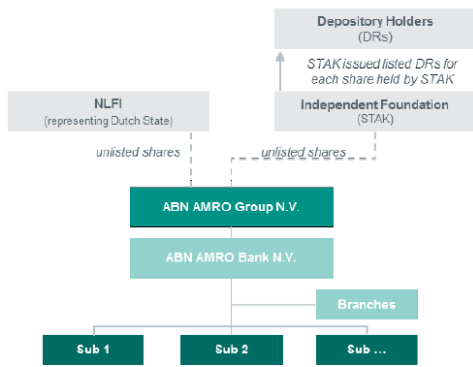 Depository Holders
(DRs)
STAK issued listed DRs for
each share held by STAK
NLFI
(representing Dutch State)
Independent Foundation
(STAK)
unlisted shares
unlisted shares
ABN AMRO Group N.V.
ABN AMRO Bank N.V.
Branches
Sub 1
Sub 2
Sub ...